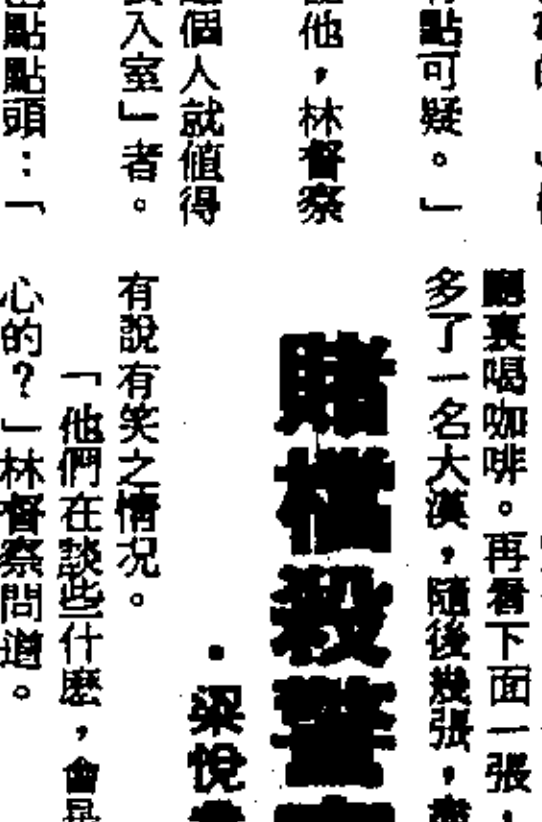 點可疑。」
他，林督察
個人就值得
入室」者。
點點頭：「
廳裏喝咖啡。再看下面一張，
多了一名大漢，隨後幾張，
賭檔殺警
·梁悅
有說有笑之情况。
「他們在談些什麽，會是
心的？」林督察問道。